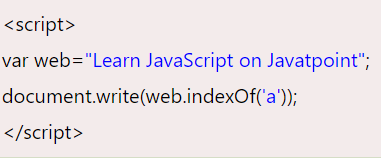 <script>
var web="Learn JavaScript on Javatpoint";
document.write(web.indexOf('a'));
</script>